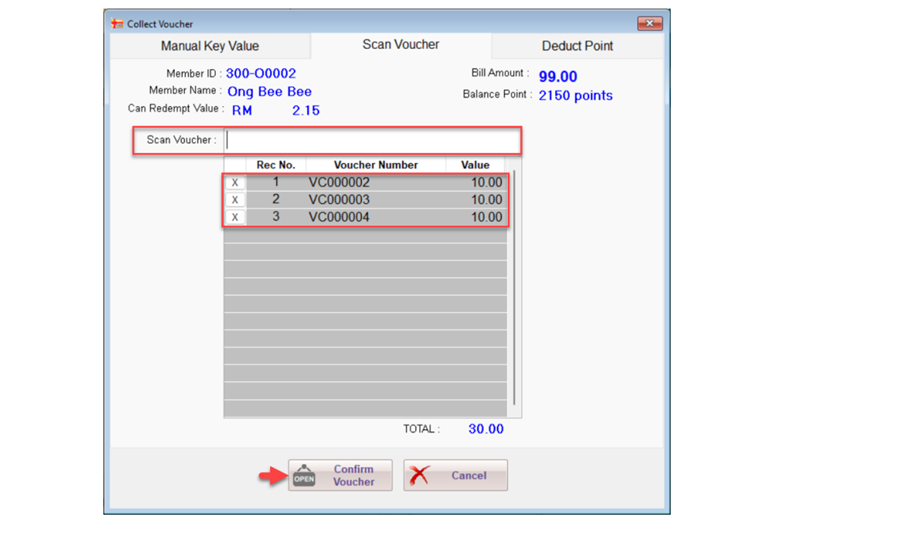 Collect Voucher
Manual Key Value Scan Voucher Deduct Point
Member ID : 300-O0002 Bill Amount : 99.00
Member Name : Ong Bee Bee Balance Point : 2150 points
Can Redempt Value : RM 2.15
Scan Voucher :
Rec No. Voucher Number Value
X 1 VC000002 10.00
X 2 VC000003 10.00
X 3 VC000004 10.00
TOTAL : 30.00
OPEN Confirm Voucher Cancel